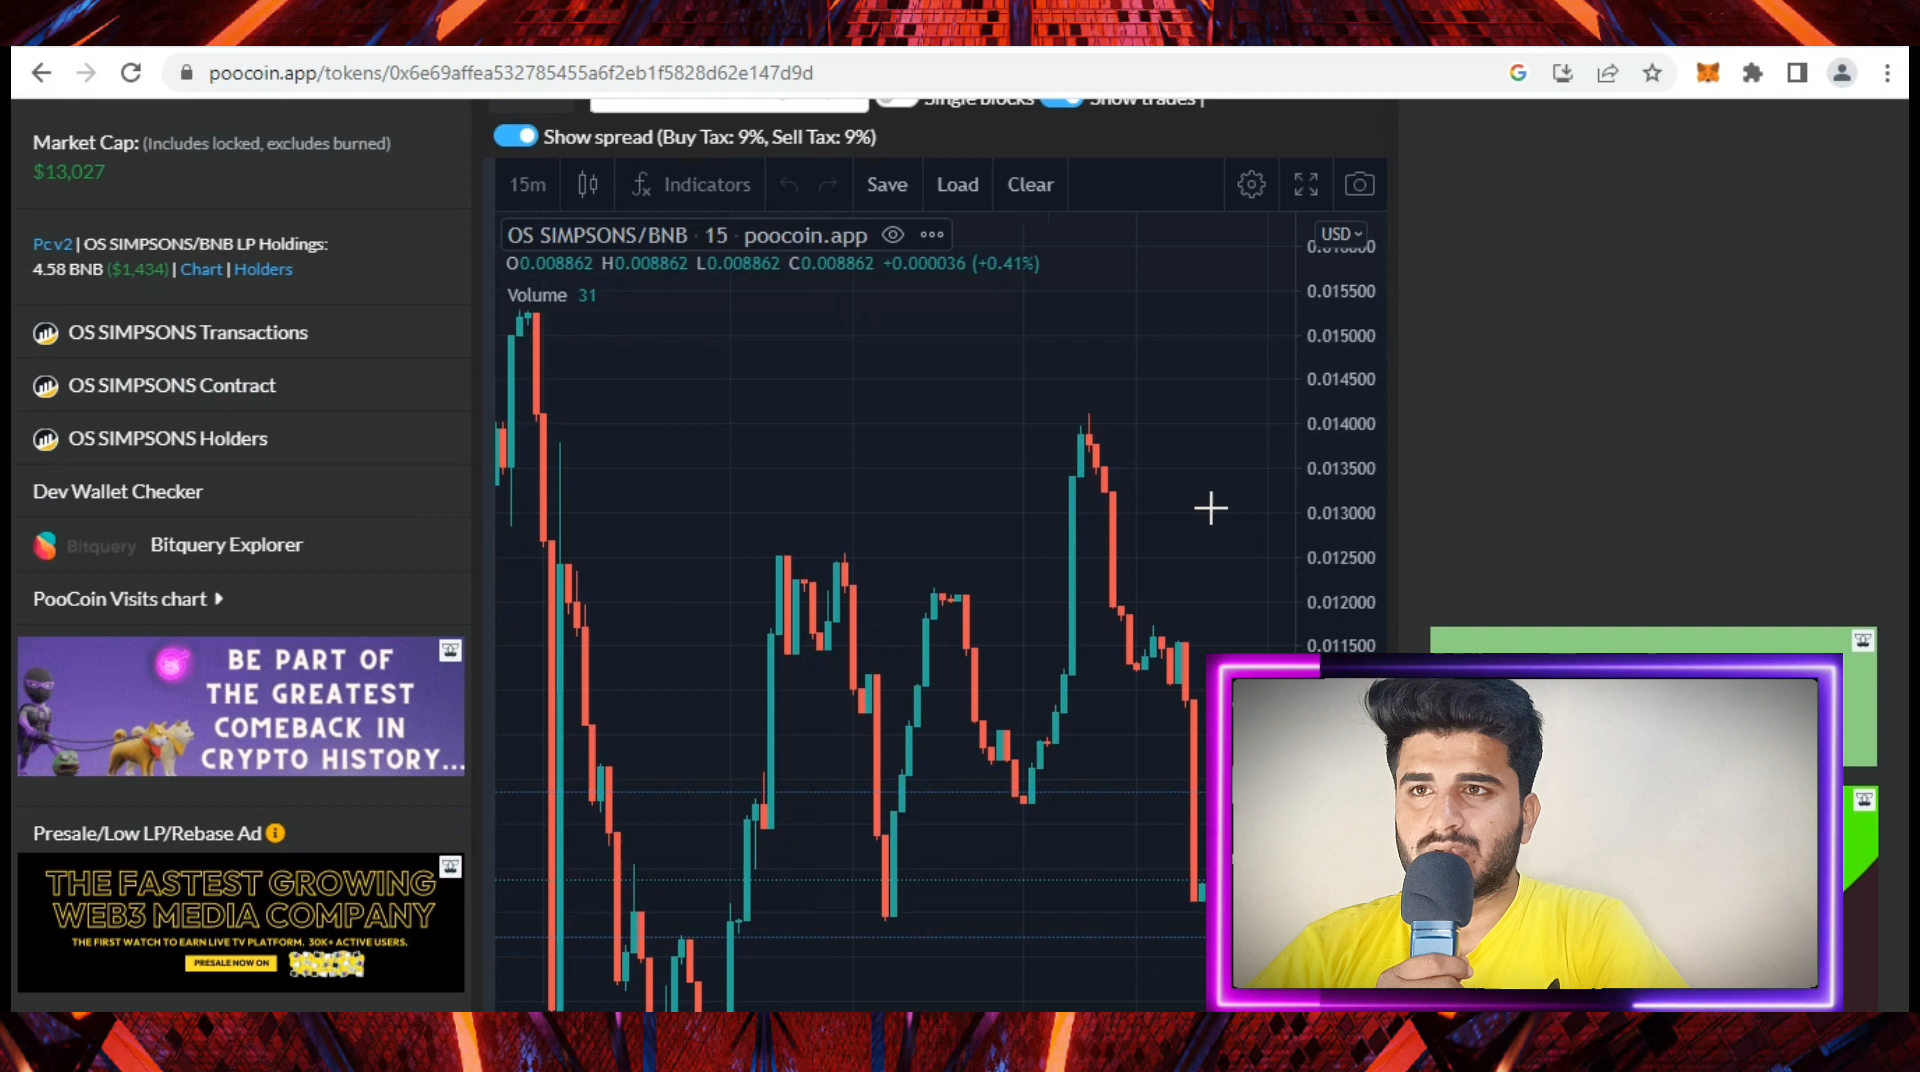 poocoin.app/tokens/0x6e69affea532785455a6f2eb1f5828d62e147d9d
Market Cap: (Includes locked, excludes burned)
$13,027
Pc v2 | OS SIMPSONS/BNB LP Holdings:
4.58 BNB ($1,434) | Chart | Holders
OS SIMPSONS Transactions
OS SIMPSONS Contract
OS SIMPSONS Holders
Dev Wallet Checker
Bitquery Bitquery Explorer
PooCoin Visits chart
BE PART OF
THE GREATEST
COMEBACK IN
CRYPTO HISTORY...
Presale/Low LP/Rebase Ad
THE FASTEST GROWING
WEB3 MEDIA COMPANY
THE FIRST WATCH TO EARN LIVE TV PLATFORM. 30K+ ACTIVE USERS.
PRESALE NOW ON
Single blocks Show trades |
Show spread (Buy Tax: 9%, Sell Tax: 9%)
15m Indicators Save Load Clear
OS SIMPSONS/BNB · 15 · poocoin.app
O0.008862 H0.008862 L0.008862 C0.008862 +0.000036 (+0.41%)
Volume 31
USD
0.015500
0.015000
0.014500
0.014000
0.013500
0.013000
0.012500
0.012000
0.011500